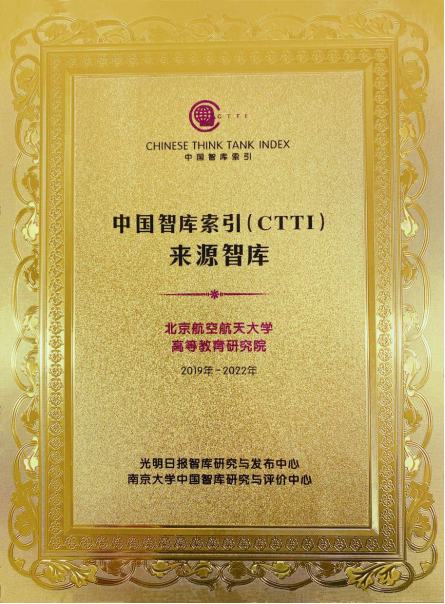 CTTI
CHINESE THINK TANK INDEX
中国智库索引
中国智库索引(CTTI)
来源智库
北京航空航天大学
高等教育研究院
2019年-2022年
光明日报智库研究与发布中心
南京大学中国智库研究与评价中心